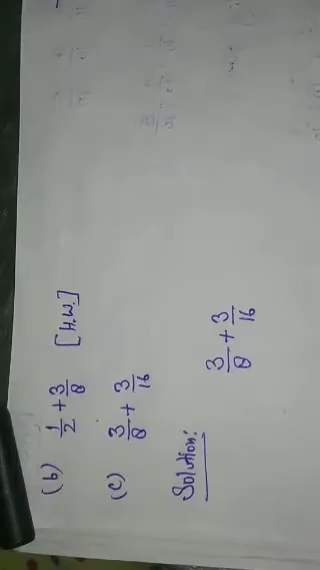 (b) 1/2 + 3/8 [H.W.]
(c) 3/8 + 3/16
Solution:
3/8 + 3/16